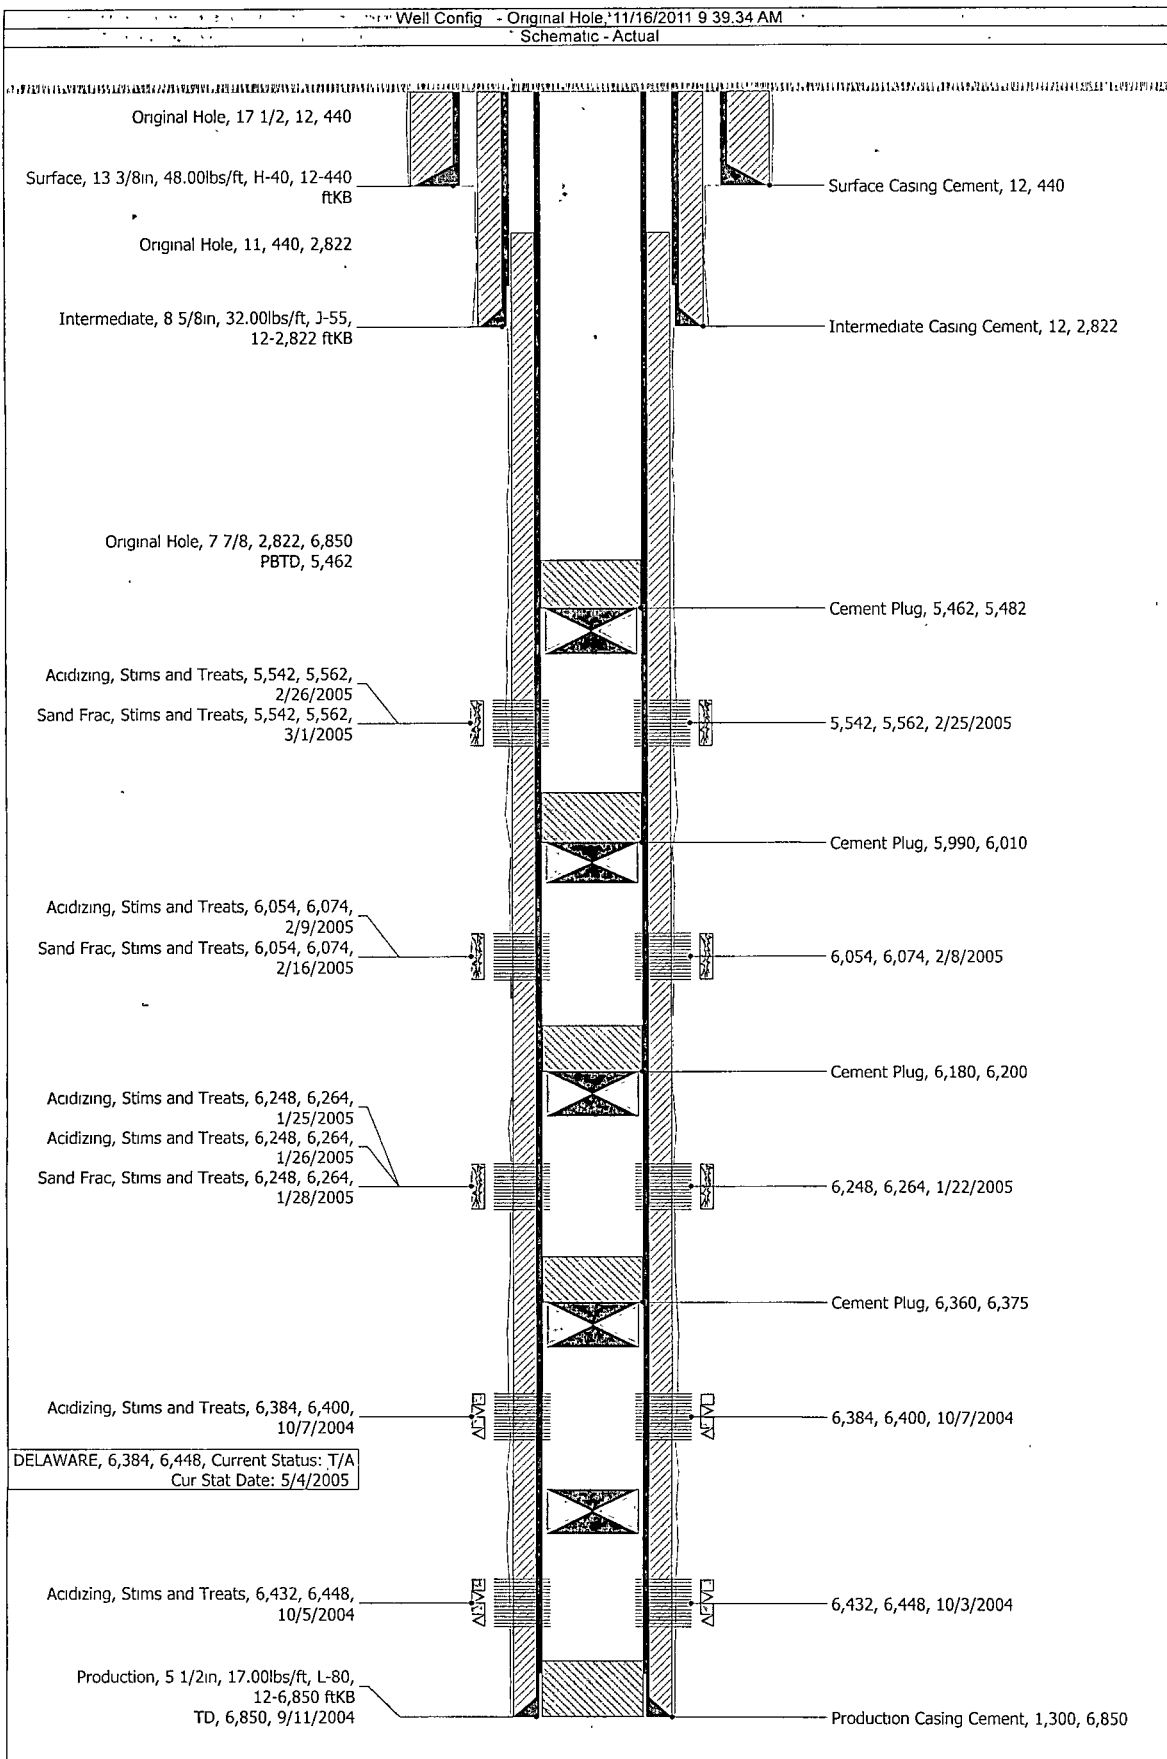 Well Config - Original Hole, 11/16/2011 9 39.34 AM
Schematic - Actual
Original Hole, 17 1/2, 12, 440
Surface, 13 3/8in, 48.00lbs/ft, H-40, 12-440
ftKB
Surface Casing Cement, 12, 440
Original Hole, 11, 440, 2,822
Intermediate, 8 5/8in, 32.00lbs/ft, J-55,
12-2,822 ftKB
Intermediate Casing Cement, 12, 2,822
Original Hole, 7 7/8, 2,822, 6,850
PBTD, 5,462
Cement Plug, 5,462, 5,482
Acidizing, Stims and Treats, 5,542, 5,562,
2/26/2005
Sand Frac, Stims and Treats, 5,542, 5,562,
3/1/2005
5,542, 5,562, 2/25/2005
Cement Plug, 5,990, 6,010
Acidizing, Stims and Treats, 6,054, 6,074,
2/9/2005
Sand Frac, Stims and Treats, 6,054, 6,074,
2/16/2005
6,054, 6,074, 2/8/2005
Cement Plug, 6,180, 6,200
Acidizing, Stims and Treats, 6,248, 6,264,
1/25/2005
Acidizing, Stims and Treats, 6,248, 6,264,
1/26/2005
Sand Frac, Stims and Treats, 6,248, 6,264,
1/28/2005
6,248, 6,264, 1/22/2005
Cement Plug, 6,360, 6,375
Acidizing, Stims and Treats, 6,384, 6,400,
10/7/2004
6,384, 6,400, 10/7/2004
DELAWARE, 6,384, 6,448, Current Status: T/A
Cur Stat Date: 5/4/2005
Acidizing, Stims and Treats, 6,432, 6,448,
10/5/2004
6,432, 6,448, 10/3/2004
Production, 5 1/2in, 17.00lbs/ft, L-80,
12-6,850 ftKB
TD, 6,850, 9/11/2004
Production Casing Cement, 1,300, 6,850